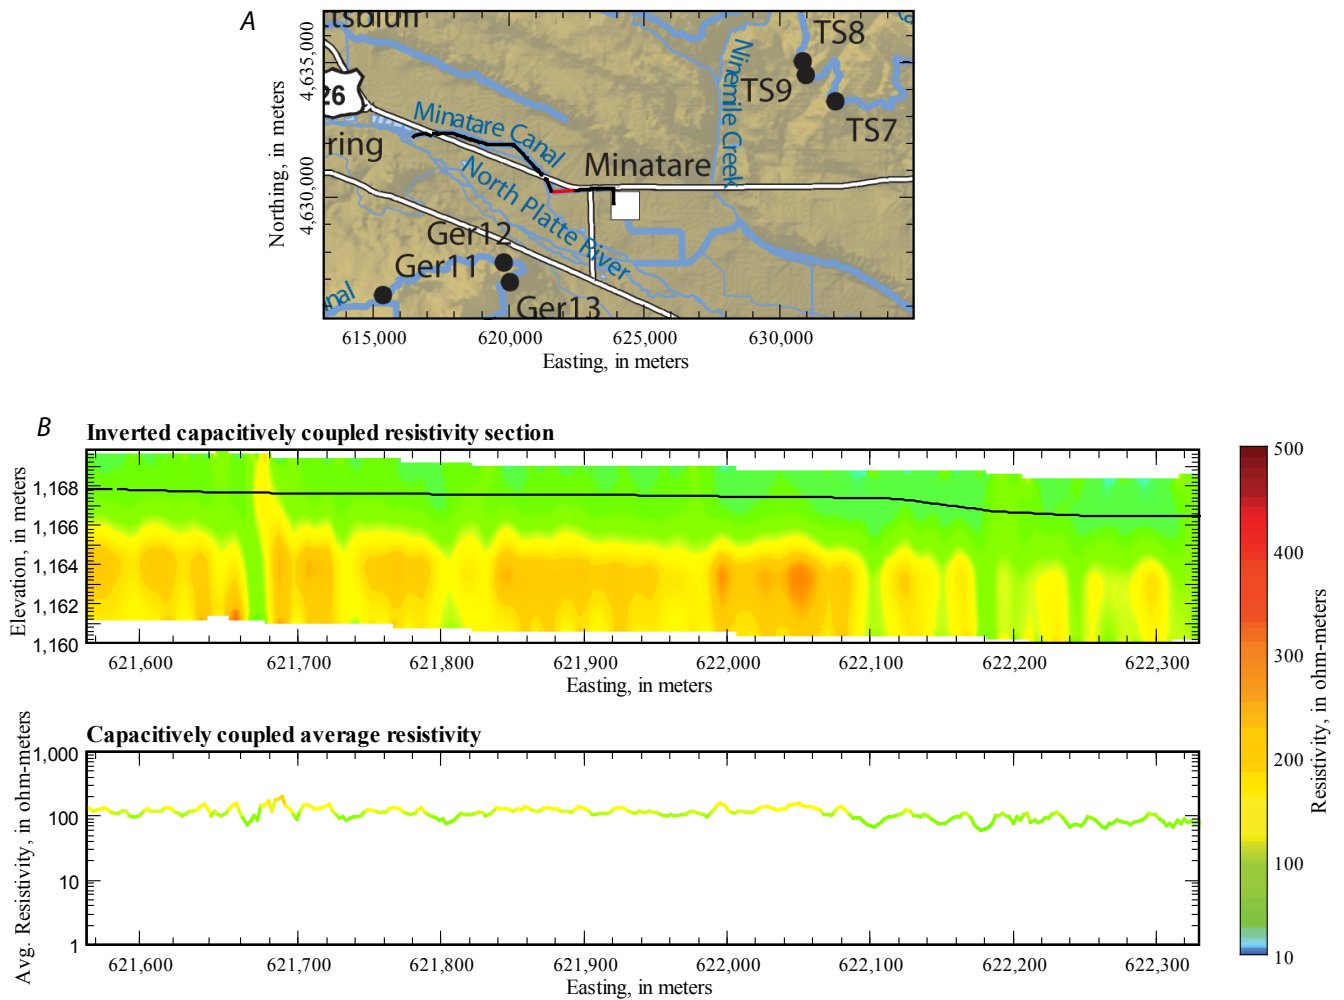 A
tsbluff
TS8
4,635,000
Ninemile Creek
TS9
26
Minatare Canal
TS7
ring
Minatare
Northing, in meters
North Platte River
4,630,000
Ger12
Ger11
nal
Ger13
615,000 620,000 625,000 630,000
Easting, in meters
B
Inverted capacitively coupled resistivity section
Elevation, in meters
1,168
1,166
1,164
1,162
1,160
621,600 621,700 621,800 621,900 622,000 622,100 622,200 622,300
Easting, in meters
500
400
300
200
100
10
Resistivity, in ohm-meters
Capacitively coupled average resistivity
Avg. Resistivity, in ohm-meters
1,000
100
10
1
621,600 621,700 621,800 621,900 622,000 622,100 622,200 622,300
Easting, in meters